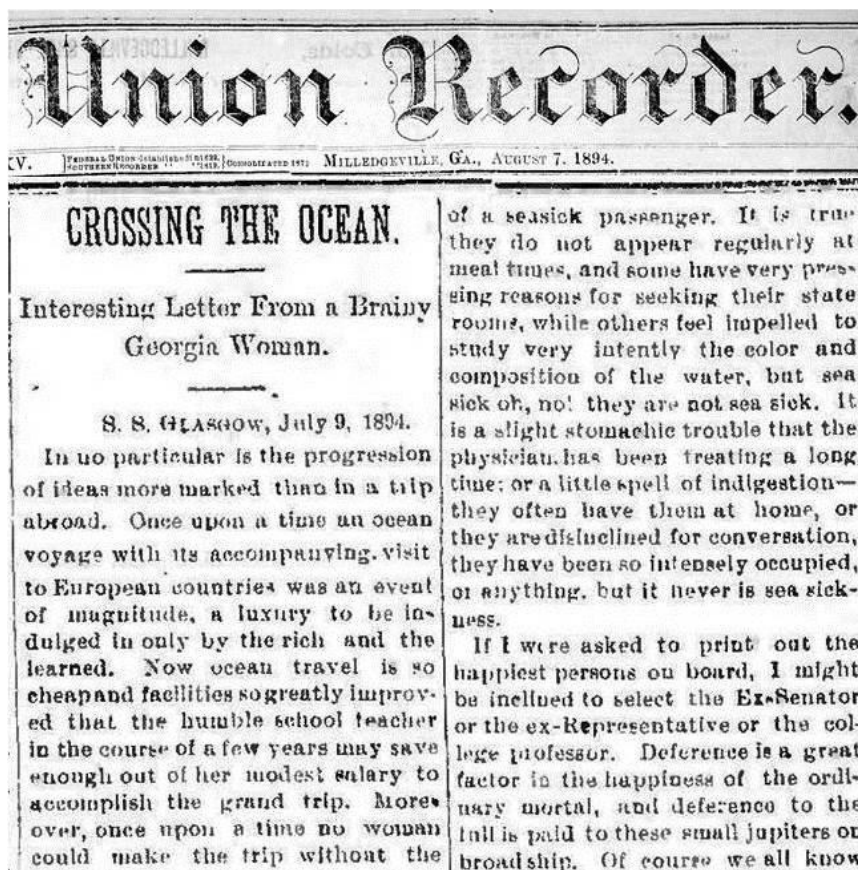 Union Recorder.
XV. FEDERAL UNION established in 1829, SOUTHERN RECORDER " " 1819, CONSOLIDATED 1872 MILLEDGEVILLE, GA., AUGUST 7. 1894.
CROSSING THE OCEAN.
Interesting Letter From a Brainy
Georgia Woman.
S. S. GLASGOW, July 9, 1894.
In no particular is the progression
of ideas more marked than in a trip
abroad. Once upon a time an ocean
voyage with its accompanying. visit
to European countries was an event
of magnitude, a luxury to be in-
dulged in only by the rich and the
learned. Now ocean travel is so
cheap and facilities so greatly improv-
ed that the humble school teacher
in the course of a few years may save
enough out of her modest salary to
accomplish the grand trip. More-
over, once upon a time no woman
could make the trip without the
of a seasick passenger. It is true
they do not appear regularly at
meal times, and some have very pres-
sing reasons for seeking their state
rooms, while others feel impelled to
study very intently the color and
composition of the water, but sea
sick oh, no! they are not sea sick. It
is a slight stomachic trouble that the
physician. has been treating a long
time: or a little spell of indigestion—
they often have them at home, or
they are disinclined for conversation,
they have been so intensely occupied,
or anything. but it never is sea sick-
ness.
If I were asked to print out the
happiest persons on board, I might
be inclined to select the Ex-Senator
or the ex-Representative or the col-
lege professor. Deference is a great
factor in the happiness of the ordi-
nary mortal, and deference to the
full is paid to these small jupiters on
broad ship. Of course we all know